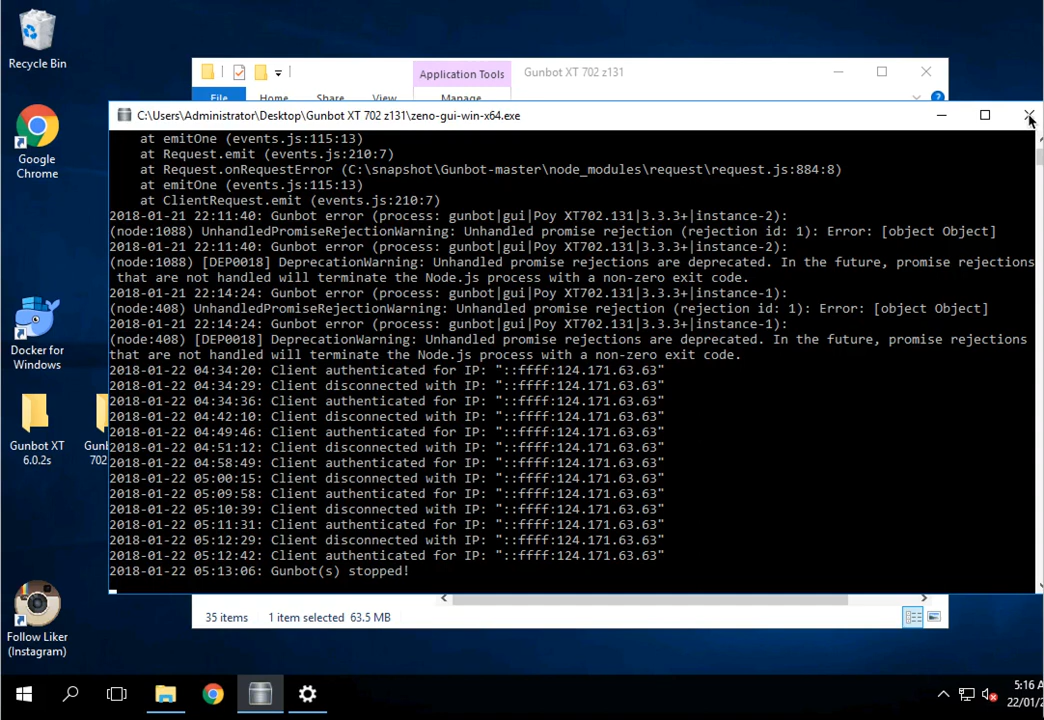 Recycle Bin
Application Tools
Gunbot XT 702 z131
File
Home
Share
View
Manage
C:\Users\Administrator\Desktop\Gunbot XT 702 z131\zeno-gui-win-x64.exe
at emitOne (events.js:115:13)
at Request.emit (events.js:210:7)
at Request.onRequestError (C:\snapshot\Gunbot-master\node_modules\request\request.js:884:8)
at emitOne (events.js:115:13)
at ClientRequest.emit (events.js:210:7)
2018-01-21 22:11:40: Gunbot error (process: gunbot|gui|Poy XT702.131|3.3.3+|instance-2):
(node:1088) UnhandledPromiseRejectionWarning: Unhandled promise rejection (rejection id: 1): Error: [object Object]
2018-01-21 22:11:40: Gunbot error (process: gunbot|gui|Poy XT702.131|3.3.3+|instance-2):
(node:1088) [DEP0018] DeprecationWarning: Unhandled promise rejections are deprecated. In the future, promise rejections
that are not handled will terminate the Node.js process with a non-zero exit code.
2018-01-21 22:14:24: Gunbot error (process: gunbot|gui|Poy XT702.131|3.3.3+|instance-1):
(node:408) UnhandledPromiseRejectionWarning: Unhandled promise rejection (rejection id: 1): Error: [object Object]
2018-01-21 22:14:24: Gunbot error (process: gunbot|gui|Poy XT702.131|3.3.3+|instance-1):
(node:408) [DEP0018] DeprecationWarning: Unhandled promise rejections are deprecated. In the future, promise rejections
that are not handled will terminate the Node.js process with a non-zero exit code.
2018-01-22 04:34:20: Client authenticated for IP: "::ffff:124.171.63.63"
2018-01-22 04:34:29: Client disconnected with IP: "::ffff:124.171.63.63"
2018-01-22 04:34:36: Client authenticated for IP: "::ffff:124.171.63.63"
2018-01-22 04:42:10: Client disconnected with IP: "::ffff:124.171.63.63"
2018-01-22 04:49:46: Client authenticated for IP: "::ffff:124.171.63.63"
2018-01-22 04:51:12: Client disconnected with IP: "::ffff:124.171.63.63"
2018-01-22 04:58:49: Client authenticated for IP: "::ffff:124.171.63.63"
2018-01-22 05:00:15: Client disconnected with IP: "::ffff:124.171.63.63"
2018-01-22 05:09:58: Client authenticated for IP: "::ffff:124.171.63.63"
2018-01-22 05:10:39: Client disconnected with IP: "::ffff:124.171.63.63"
2018-01-22 05:11:31: Client authenticated for IP: "::ffff:124.171.63.63"
2018-01-22 05:12:29: Client disconnected with IP: "::ffff:124.171.63.63"
2018-01-22 05:12:42: Client authenticated for IP: "::ffff:124.171.63.63"
2018-01-22 05:13:06: Gunbot(s) stopped!
Google
Chrome
Docker for
Windows
Gunbot XT
6.0.2s
Gunb
702
Follow Liker
(Instagram)
35 items
1 item selected 63.5 MB
5:16 A
22/01/2